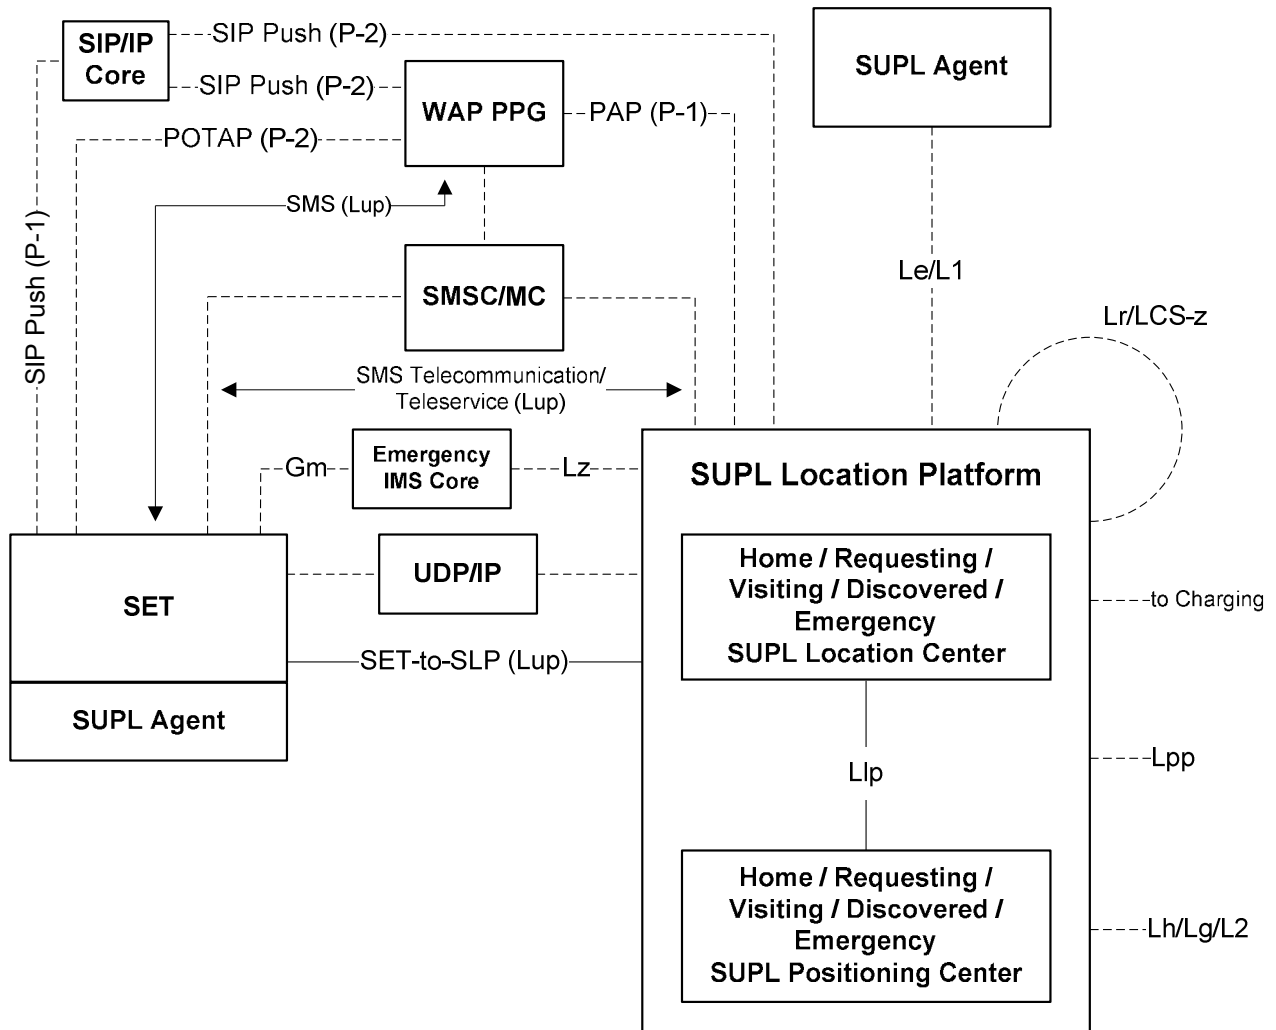 SIP/IP
Core
SIP Push (P-2)
SIP Push (P-2)
POTAP (P-2)
WAP PPG
PAP (P-1)
SUPL Agent
SMS (Lup)
SIP Push (P-1)
SMSC/MC
Le/L1
Lr/LCS-z
SMS Telecommunication/
Teleservice (Lup)
Gm
Emergency
IMS Core
Lz
SUPL Location Platform
SET
UDP/IP
Home / Requesting /
Visiting / Discovered /
Emergency
SUPL Location Center
to Charging
SET-to-SLP (Lup)
SUPL Agent
Llp
Lpp
Home / Requesting /
Visiting / Discovered /
Emergency
SUPL Positioning Center
Lh/Lg/L2